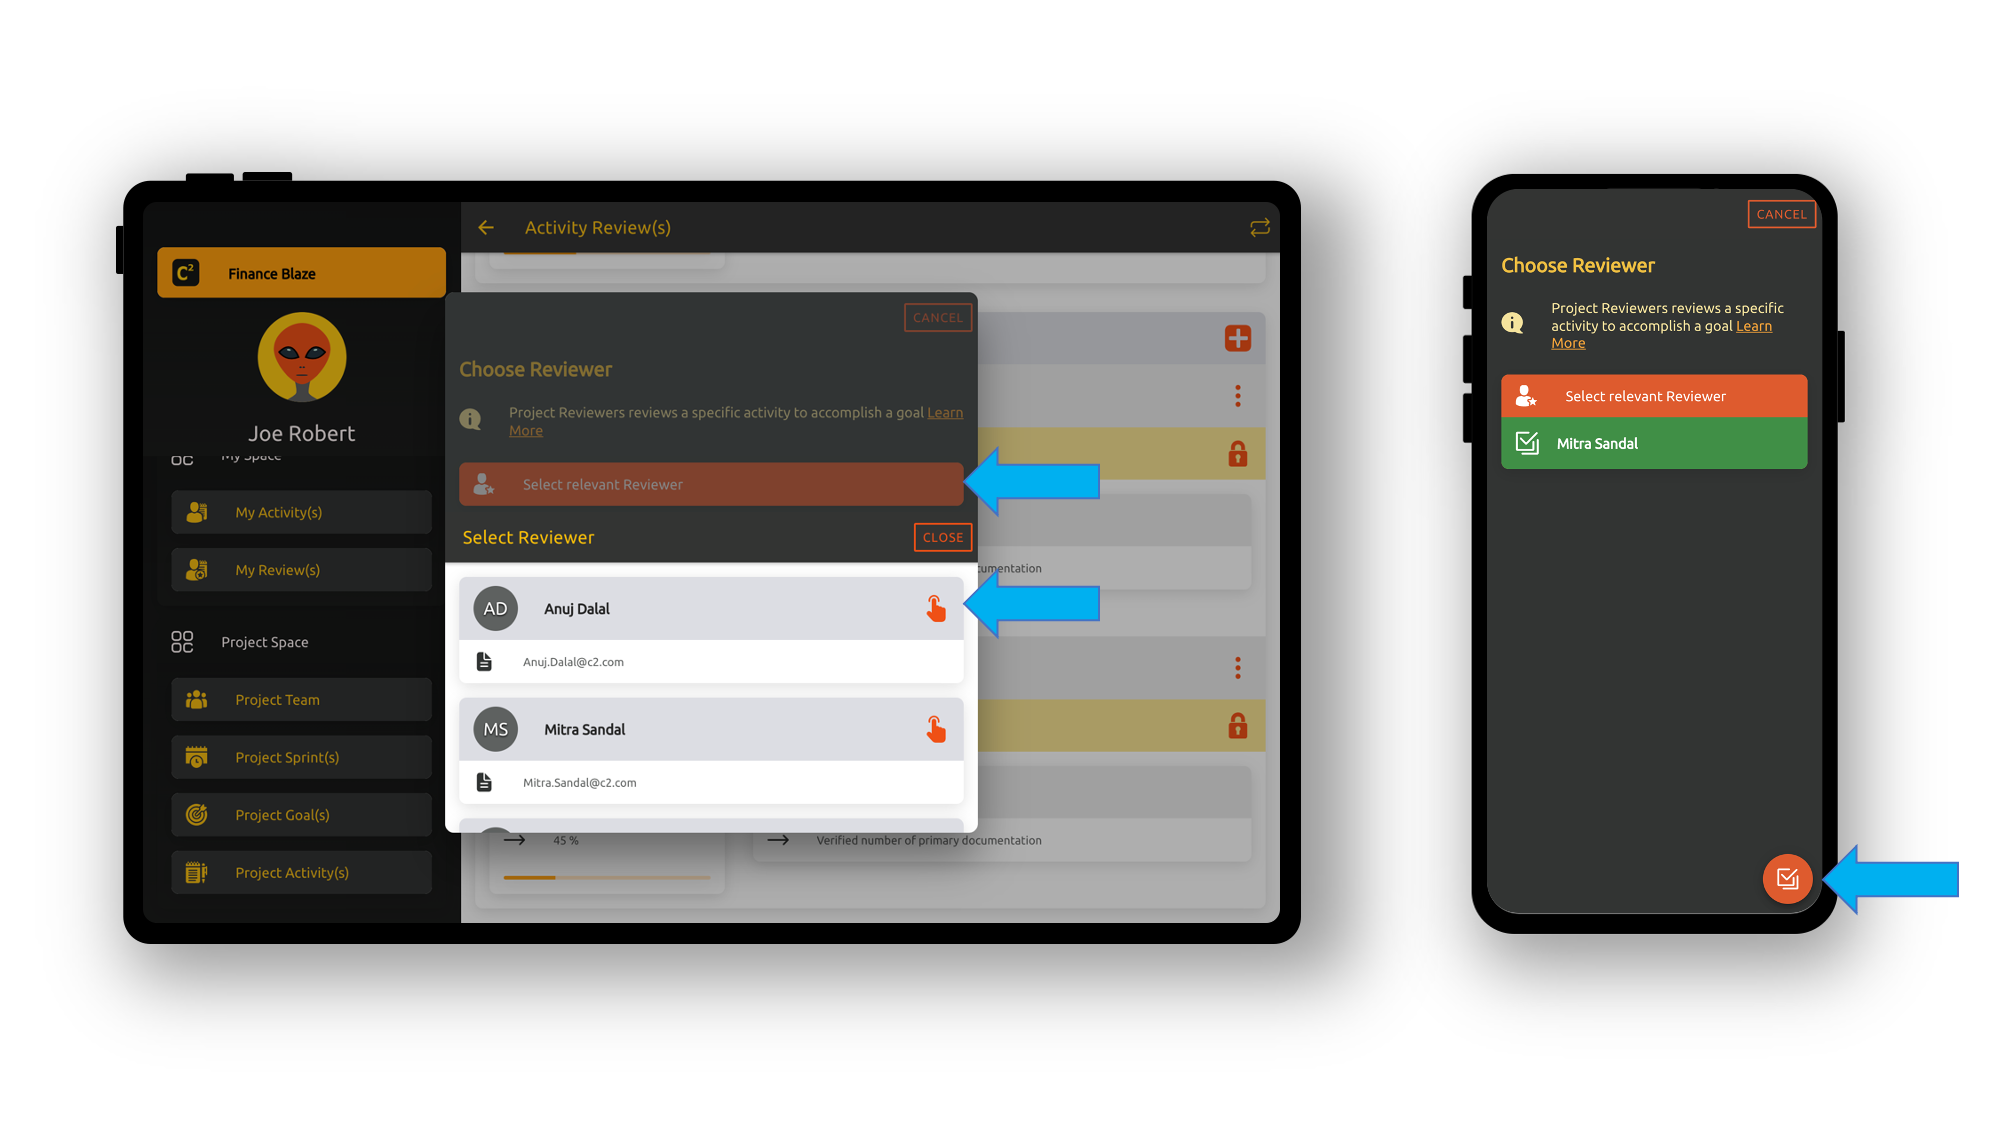 Finance Blaze
C²
Joe Robert
My Space
My Activity(s)
My Review(s)
Project Space
Project Team
Project Sprint(s)
Project Goal(s)
Project Activity(s)
Activity Review(s)
CANCEL
Choose Reviewer
Project Reviewers reviews a specific activity to accomplish a goal Learn
More
Select relevant Reviewer
Select Reviewer
CLOSE
AD
Anuj Dalal
Anuj.Dalal@c2.com
MS
Mitra Sandal
Mitra.Sandal@c2.com
45 %
Verified number of primary documentation
CANCEL
Choose Reviewer
Project Reviewers reviews a specific
activity to accomplish a goal Learn
More
Select relevant Reviewer
Mitra Sandal